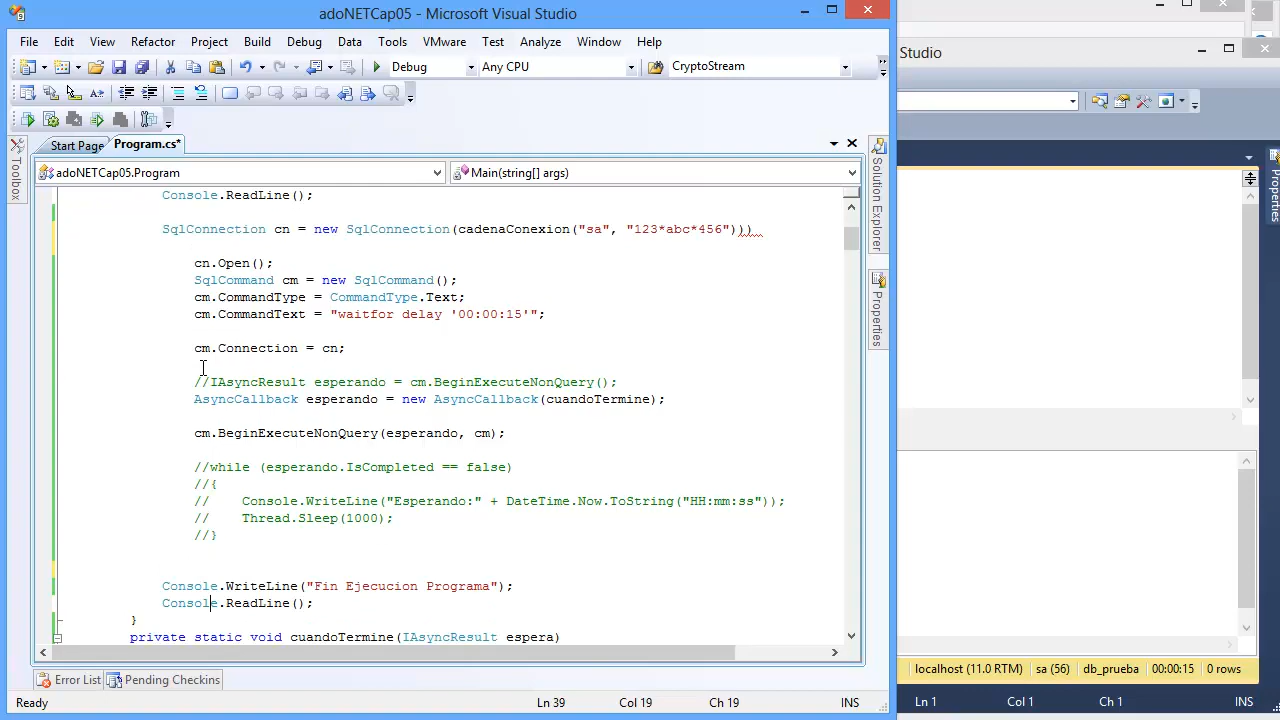 adoNETCap05 - Microsoft Visual Studio
Studio
File Edit View Refactor Project Build Debug Data Tools VMware Test Analyze Window Help
Debug Any CPU CryptoStream
Start Page Program.cs*
Toolbox
adoNETCap05.Program Main(string[] args)
Solution Explorer
Properties
Properties
Console.ReadLine();
SqlConnection cn = new SqlConnection(cadenaConexion("sa", "123*abc*456")))
cn.Open();
SqlCommand cm = new SqlCommand();
cm.CommandType = CommandType.Text;
cm.CommandText = "waitfor delay '00:00:15'";
cm.Connection = cn;
//IAsyncResult esperando = cm.BeginExecuteNonQuery();
AsyncCallback esperando = new AsyncCallback(cuandoTermine);
cm.BeginExecuteNonQuery(esperando, cm);
//while (esperando.IsCompleted == false)
//{
//    Console.WriteLine("Esperando:" + DateTime.Now.ToString("HH:mm:ss"));
//    Thread.Sleep(1000);
//}
Console.WriteLine("Fin Ejecucion Programa");
Console.ReadLine();
}
private static void cuandoTermine(IAsyncResult espera)
localhost (11.0 RTM) sa (56) db_prueba 00:00:15 0 rows
Error List Pending Checkins
Ready Ln 39 Col 19 Ch 19 INS
Ln 1 Col 1 Ch 1 INS